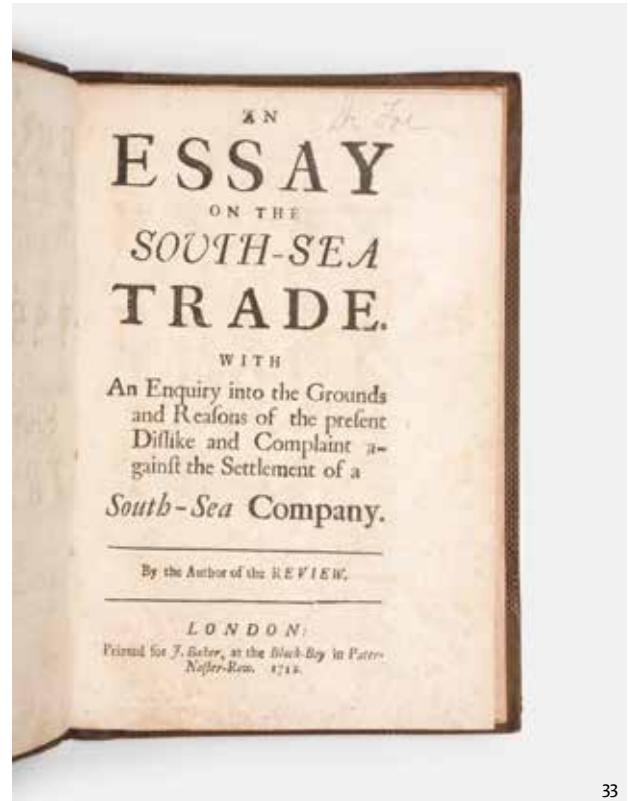 AN
De Foe
ESSAY
ON THE
SOUTH-SEA
TRADE.
WITH
An Enquiry into the Grounds
and Reaſons of the preſent
Diſlike and Complaint a-
gainſt the Settlement of a
South-Sea Company.
By the Author of the REVIEW.
LONDON:
Printed for J. Baker, at the Black-Boy in Pater-
Noſter-Row. 1712.
33